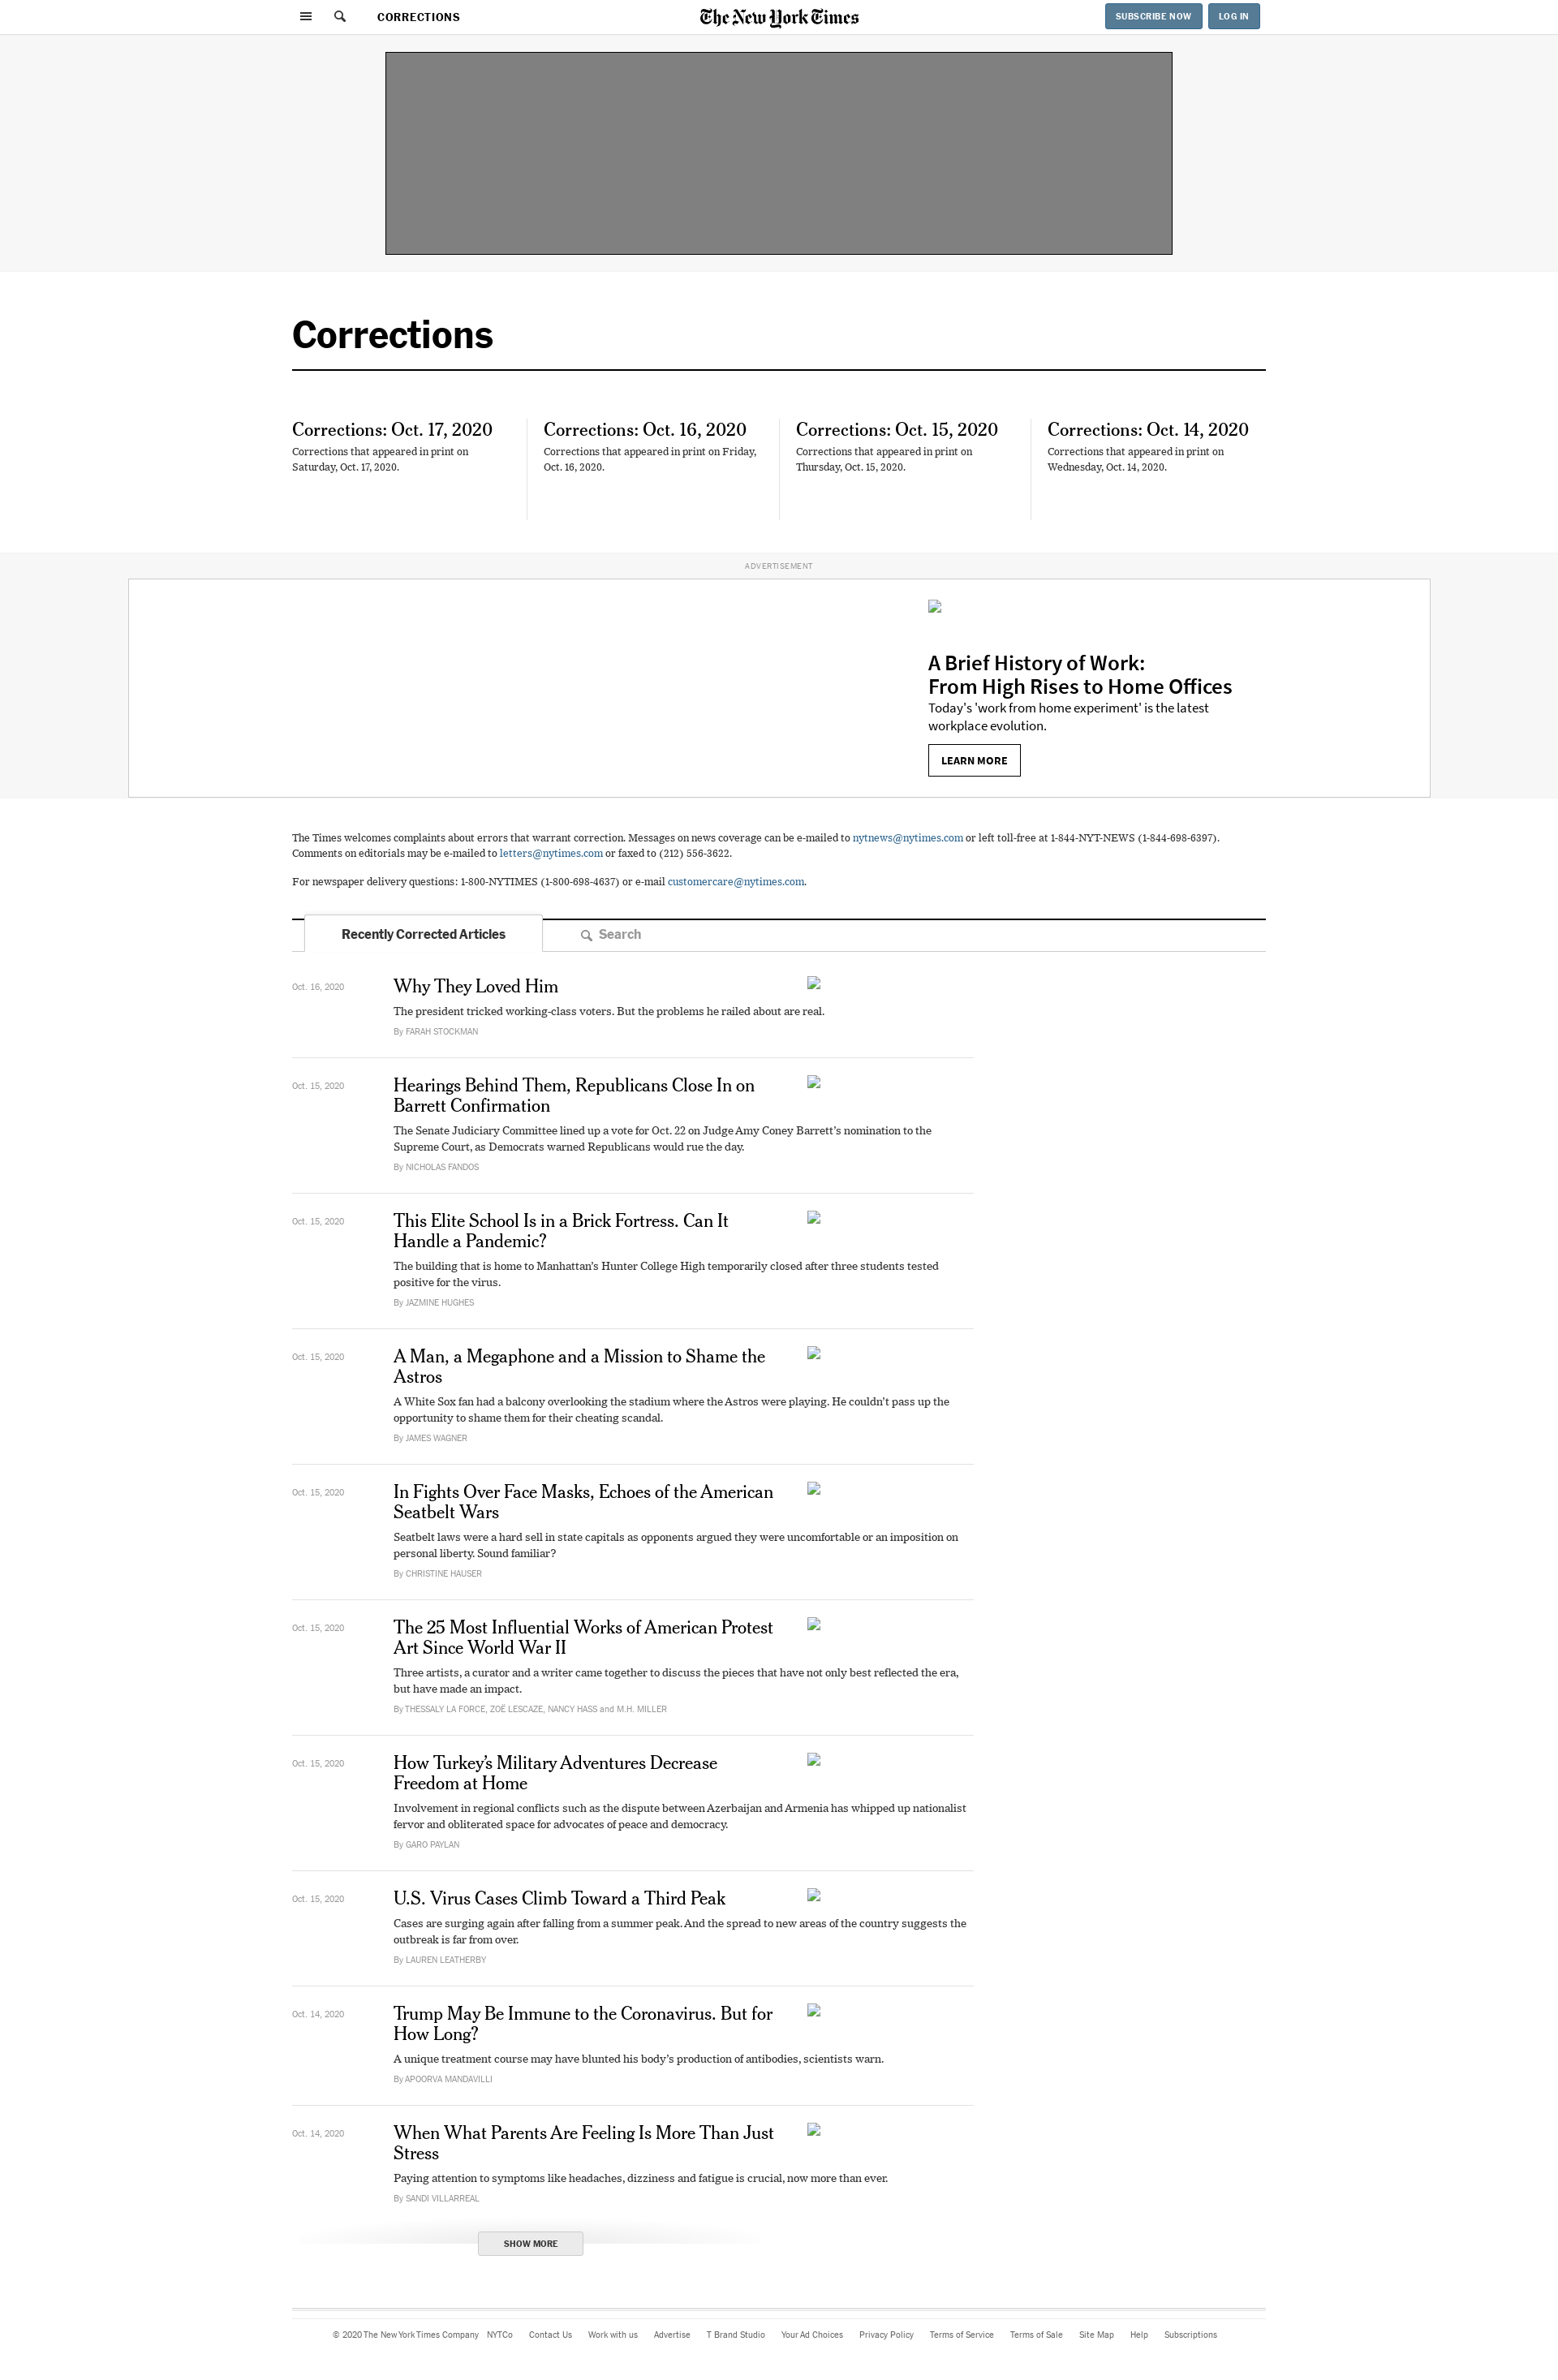 CORRECTIONS
The New York Times
SUBSCRIBE NOW
LOG IN
Corrections
Corrections: Oct. 17, 2020
Corrections that appeared in print on
Saturday, Oct. 17, 2020.
Corrections: Oct. 16, 2020
Corrections that appeared in print on Friday,
Oct. 16, 2020.
Corrections: Oct. 15, 2020
Corrections that appeared in print on
Thursday, Oct. 15, 2020.
Corrections: Oct. 14, 2020
Corrections that appeared in print on
Wednesday, Oct. 14, 2020.
ADVERTISEMENT
A Brief History of Work:
From High Rises to Home Offices
Today's 'work from home experiment' is the latest
workplace evolution.
LEARN MORE
The Times welcomes complaints about errors that warrant correction. Messages on news coverage can be e-mailed to nytnews@nytimes.com or left toll-free at 1-844-NYT-NEWS (1-844-698-6397).
Comments on editorials may be e-mailed to letters@nytimes.com or faxed to (212) 556-3622.
For newspaper delivery questions: 1-800-NYTIMES (1-800-698-4637) or e-mail customercare@nytimes.com.
Recently Corrected Articles
Search
Oct. 16, 2020
Why They Loved Him
The president tricked working-class voters. But the problems he railed about are real.
By FARAH STOCKMAN
Oct. 15, 2020
Hearings Behind Them, Republicans Close In on
Barrett Confirmation
The Senate Judiciary Committee lined up a vote for Oct. 22 on Judge Amy Coney Barrett’s nomination to the
Supreme Court, as Democrats warned Republicans would rue the day.
By NICHOLAS FANDOS
Oct. 15, 2020
This Elite School Is in a Brick Fortress. Can It
Handle a Pandemic?
The building that is home to Manhattan’s Hunter College High temporarily closed after three students tested
positive for the virus.
By JAZMINE HUGHES
Oct. 15, 2020
A Man, a Megaphone and a Mission to Shame the
Astros
A White Sox fan had a balcony overlooking the stadium where the Astros were playing. He couldn’t pass up the
opportunity to shame them for their cheating scandal.
By JAMES WAGNER
Oct. 15, 2020
In Fights Over Face Masks, Echoes of the American
Seatbelt Wars
Seatbelt laws were a hard sell in state capitals as opponents argued they were uncomfortable or an imposition on
personal liberty. Sound familiar?
By CHRISTINE HAUSER
Oct. 15, 2020
The 25 Most Influential Works of American Protest
Art Since World War II
Three artists, a curator and a writer came together to discuss the pieces that have not only best reflected the era,
but have made an impact.
By THESSALY LA FORCE, ZOË LESCAZE, NANCY HASS and M.H. MILLER
Oct. 15, 2020
How Turkey’s Military Adventures Decrease
Freedom at Home
Involvement in regional conflicts such as the dispute between Azerbaijan and Armenia has whipped up nationalist
fervor and obliterated space for advocates of peace and democracy.
By GARO PAYLAN
Oct. 15, 2020
U.S. Virus Cases Climb Toward a Third Peak
Cases are surging again after falling from a summer peak. And the spread to new areas of the country suggests the
outbreak is far from over.
By LAUREN LEATHERBY
Oct. 14, 2020
Trump May Be Immune to the Coronavirus. But for
How Long?
A unique treatment course may have blunted his body’s production of antibodies, scientists warn.
By APOORVA MANDAVILLI
Oct. 14, 2020
When What Parents Are Feeling Is More Than Just
Stress
Paying attention to symptoms like headaches, dizziness and fatigue is crucial, now more than ever.
By SANDI VILLARREAL
SHOW MORE
© 2020 The New York Times Company NYTCo Contact Us Work with us Advertise T Brand Studio Your Ad Choices Privacy Policy Terms of Service Terms of Sale Site Map Help Subscriptions